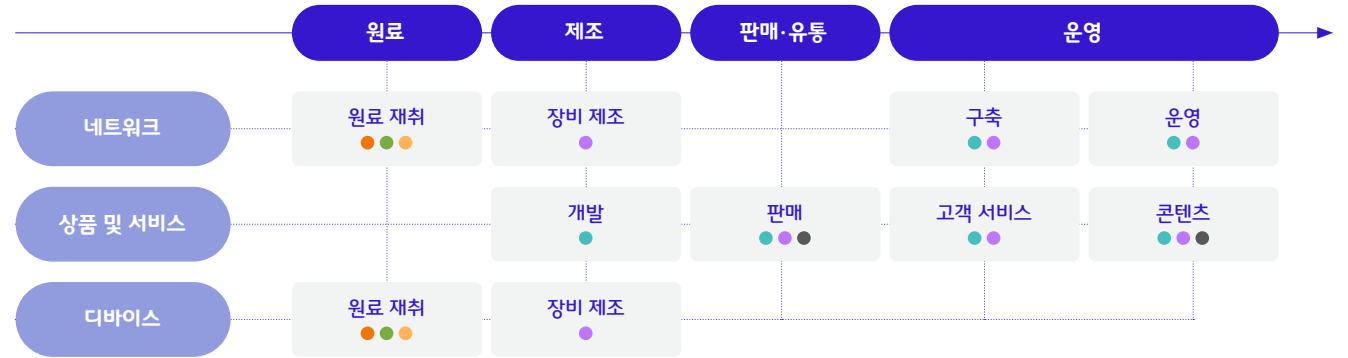 원료 제조 판매·유통 운영
네트워크 원료 재취 장비 제조 구축 운영
상품 및 서비스 개발 판매 고객 서비스 콘텐츠
디바이스 원료 재취 장비 제조